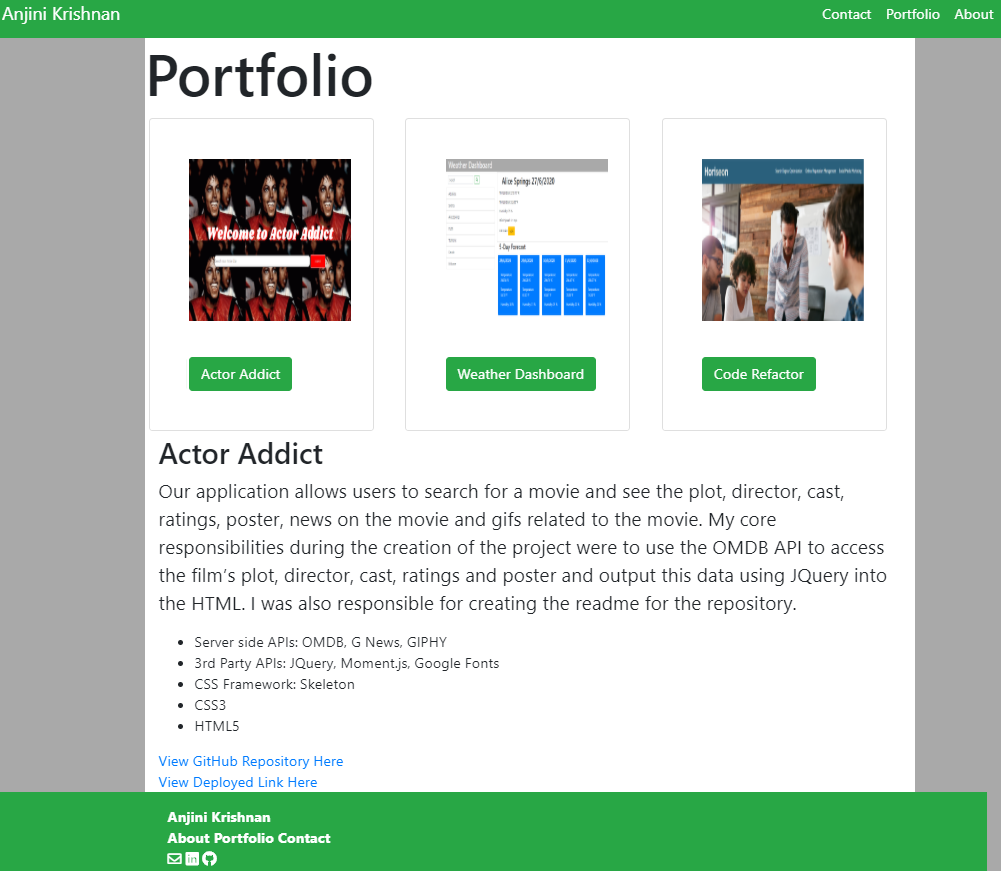 Anjini Krishnan
Contact Portfolio About
Portfolio
Welcome to Actor Addict
Weather Dashboard
Alice Springs 27/6/2020
5-Day Forecast
Horiseon
Actor Addict
Weather Dashboard
Code Refactor
Actor Addict
Our application allows users to search for a movie and see the plot, director, cast,
ratings, poster, news on the movie and gifs related to the movie. My core
responsibilities during the creation of the project were to use the OMDB API to access
the film’s plot, director, cast, ratings and poster and output this data using JQuery into
the HTML. I was also responsible for creating the readme for the repository.
Server side APIs: OMDB, G News, GIPHY
3rd Party APIs: JQuery, Moment.js, Google Fonts
CSS Framework: Skeleton
CSS3
HTML5
View GitHub Repository Here
View Deployed Link Here
Anjini Krishnan
About Portfolio Contact